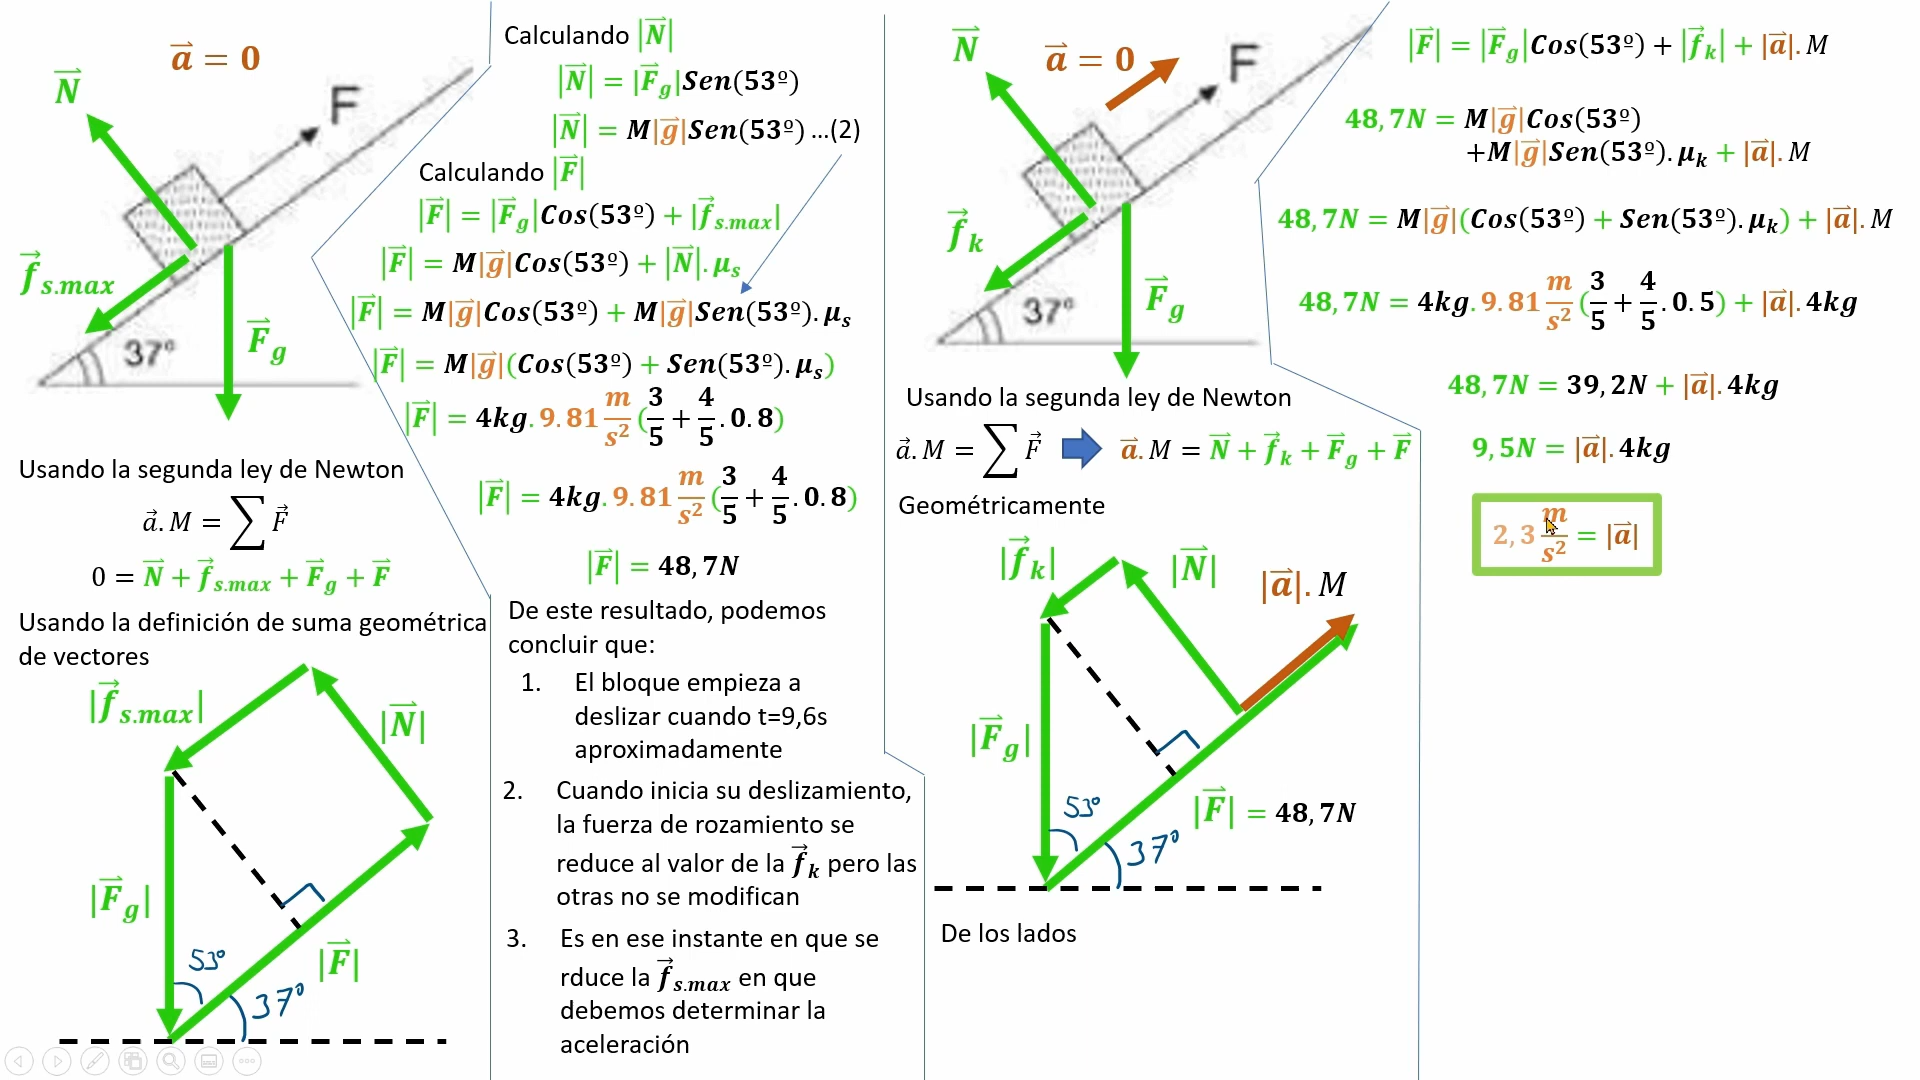 a⃗ = 0
N⃗
F
f⃗ₛ.ₘₐₓ
F⃗g
37°
Usando la segunda ley de Newton
a⃗.M = ∑ F⃗
0 = N⃗ + f⃗s.max + F⃗g + F⃗
Usando la definición de suma geométrica
de vectores
|f⃗s.max|
|N⃗|
|F⃗g|
53°
|F⃗|
37°
Calculando |N⃗|
|N⃗| = |F⃗g|Sen(53º)
|N⃗| = M|g⃗|Sen(53º) ...(2)
Calculando |F⃗|
|F⃗| = |F⃗g|Cos(53º) + |f⃗s.max|
|F⃗| = M|g⃗|Cos(53º) + |N⃗|.μs
|F⃗| = M|g⃗|Cos(53º) + M|g⃗|Sen(53º).μs
|F⃗| = M|g⃗|(Cos(53º) + Sen(53º).μs)
|F⃗| = 4kg.9.81 m/s² (3/5 + 4/5.0.8)
|F⃗| = 4kg.9.81 m/s² (3/5 + 4/5.0.8)
|F⃗| = 48,7N
De este resultado, podemos
concluir que:
1. El bloque empieza a
deslizar cuando t=9,6s
aproximadamente
2. Cuando inicia su deslizamiento,
la fuerza de rozamiento se
reduce al valor de la f⃗k pero las
otras no se modifican
3. Es en ese instante en que se
rduce la f⃗s.max en que
debemos determinar la
aceleración
N⃗
a⃗ = 0
F
f⃗k
F⃗g
37°
Usando la segunda ley de Newton
a⃗.M = ∑ F⃗ a⃗.M = N⃗ + f⃗k + F⃗g + F⃗
Geométricamente
|f⃗k|
|N⃗|
|a⃗|.M
|F⃗g|
53°
37°
|F⃗| = 48,7N
De los lados
|F⃗| = |F⃗g|Cos(53º) + |f⃗k| + |a⃗|.M
48,7N = M|g⃗|Cos(53º)
+M|g⃗|Sen(53º).μk + |a⃗|.M
48,7N = M|g⃗|(Cos(53º) + Sen(53º).μk) + |a⃗|.M
48,7N = 4kg.9.81 m/s² (3/5 + 4/5.0.5) + |a⃗|.4kg
48,7N = 39,2N + |a⃗|.4kg
9,5N = |a⃗|.4kg
2,3 m/s² = |a⃗|